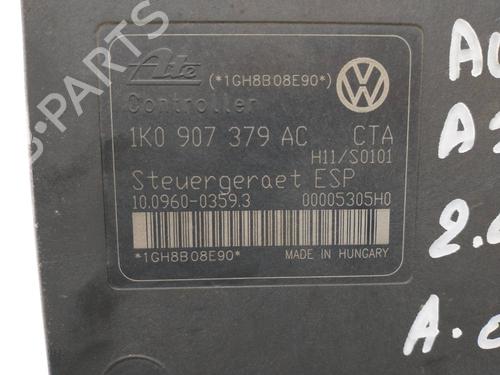 Ate (*1GH8B08E90*)
Controller
1K0 907 379 AC CTA
H11/S0101
Steuergeraet ESP
10.0960-0359.3 00005305H0
*1GH8B08E90* MADE IN HUNGARY
B-PARTS